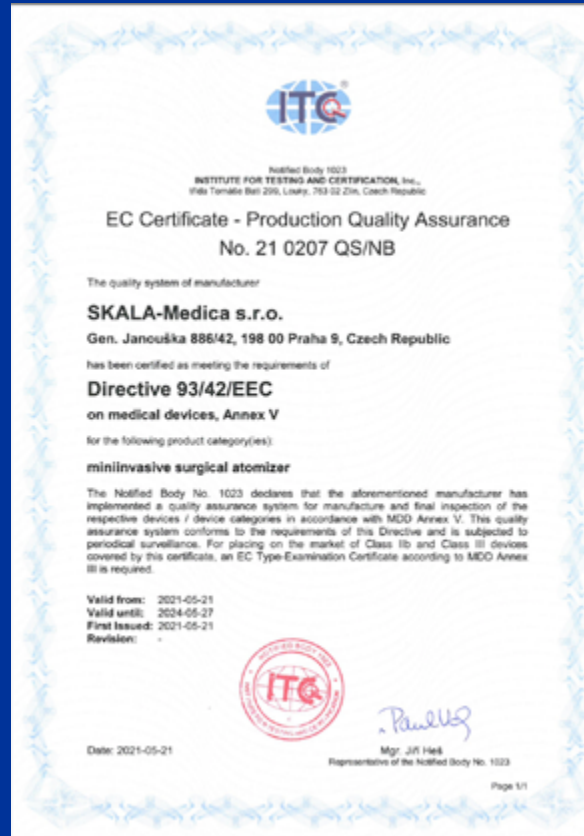 ITC
®
Notified Body 1023
INSTITUTE FOR TESTING AND CERTIFICATION, Inc.,
třída Tomáše Bati 299, Louky, 763 02 Zlín, Czech Republic
EC Certificate - Production Quality Assurance
No. 21 0207 QS/NB
The quality system of manufacturer
SKALA-Medica s.r.o.
Gen. Janouška 886/42, 198 00 Praha 9, Czech Republic
has been certified as meeting the requirements of
Directive 93/42/EEC
on medical devices, Annex V
for the following product category(ies):
miniinvasive surgical atomizer
The Notified Body No. 1023 declares that the aforementioned manufacturer has
implemented a quality assurance system for manufacture and final inspection of the
respective devices / device categories in accordance with MDD Annex V. This quality
assurance system conforms to the requirements of this Directive and is subjected to
periodical surveillance. For placing on the market of Class IIb and Class III devices
covered by this certificate, an EC Type-Examination Certificate according to MDD Annex
III is required.
Valid from: 2021-05-21
Valid until: 2024-05-27
First Issued: 2021-05-21
Revision: -
NOTIFIED BODY 1023
ITC
Date: 2021-05-21
Mgr. Jiří Heš
Representative of the Notified Body No. 1023
Page 1/1